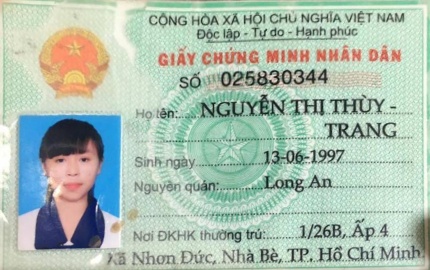 CỘNG HÒA XÃ HỘI CHỦ NGHĨA VIỆT NAM
Độc lập - Tự do - Hạnh phúc
GIẤY CHỨNG MINH NHÂN DÂN
SỐ 025830344
Họ tên: NGUYỄN THỊ THÙY -
TRANG
Sinh ngày 13-06-1997
Nguyên quán: Long An
Nơi ĐKHK thường trú: 1/26B, Ấp 4
Xã Nhơn Đức, Nhà Bè, TP. Hồ Chí Minh